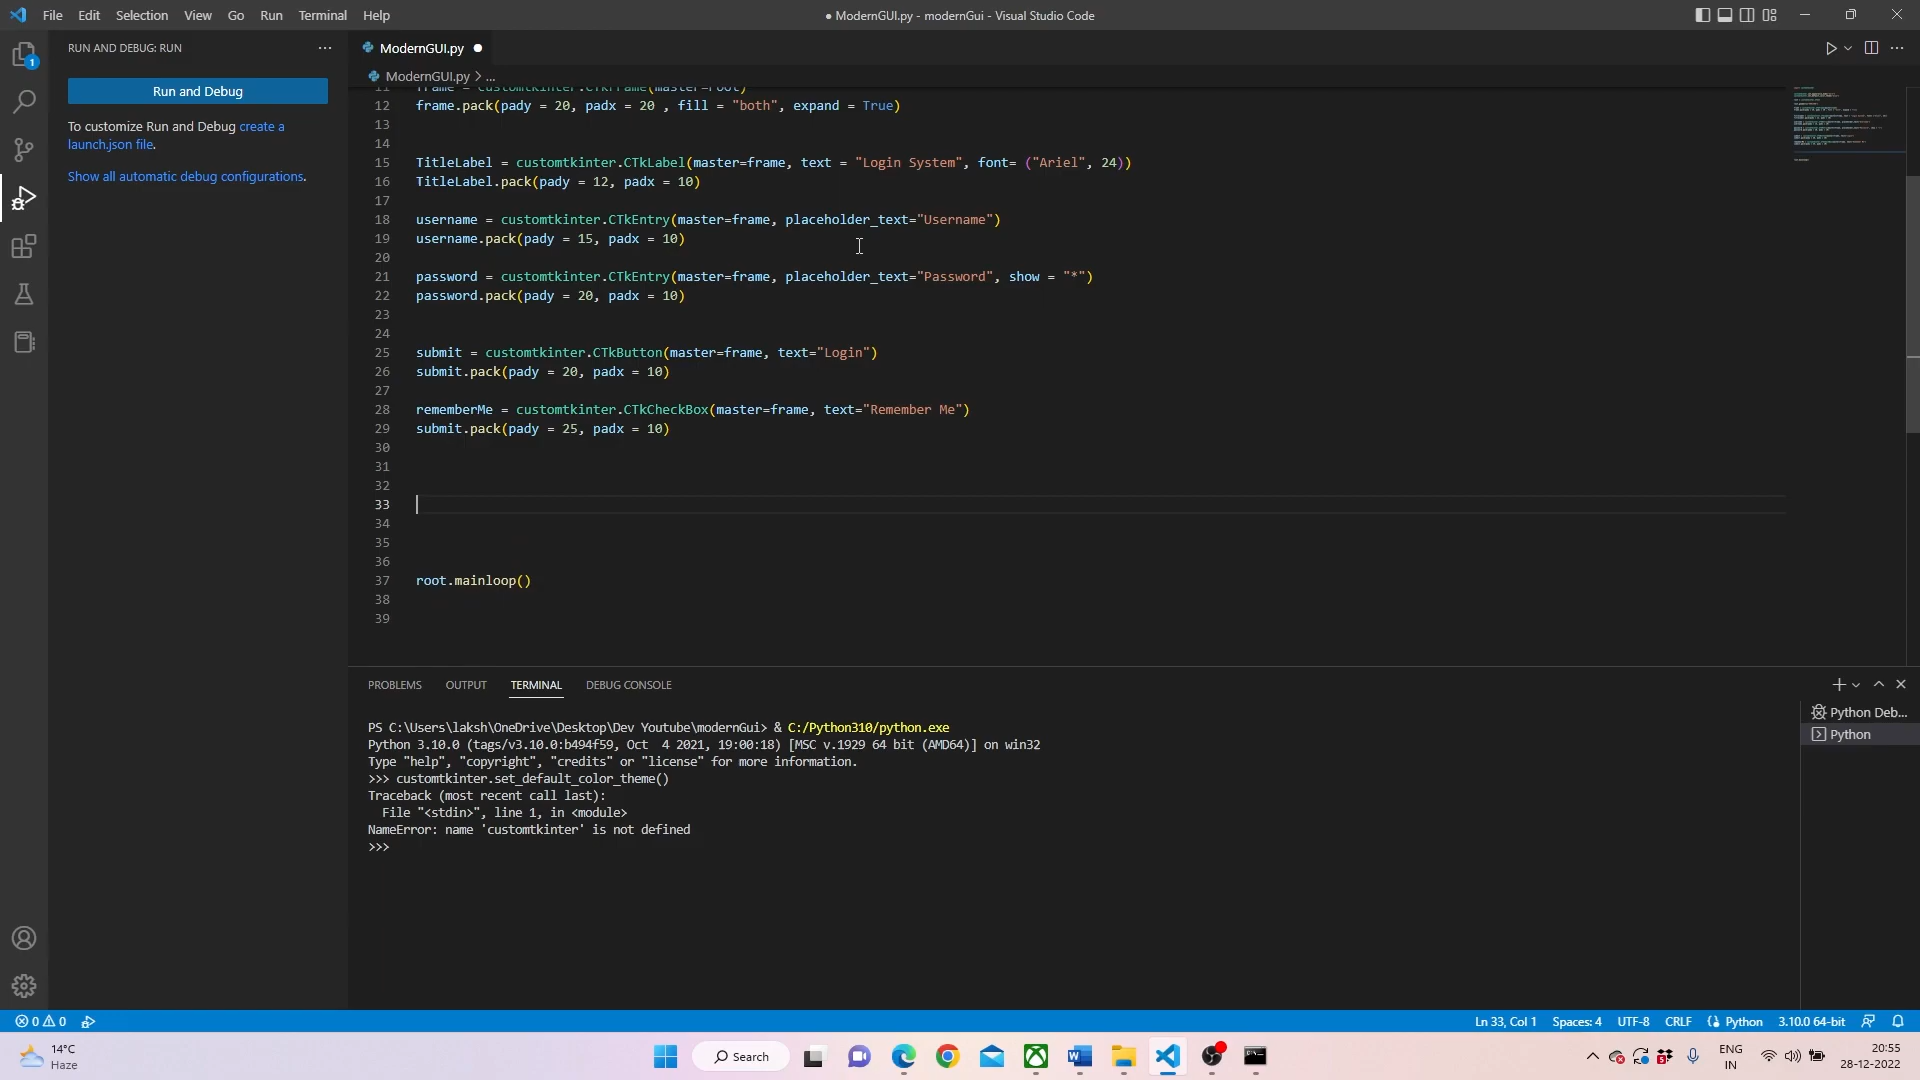 File Edit Selection View Go Run Terminal Help
● ModernGUI.py - modernGui - Visual Studio Code
RUN AND DEBUG: RUN
Run and Debug
To customize Run and Debug create a
launch.json file.
Show all automatic debug configurations.
1
ModernGUI.py
ModernGUI.py > ...
11 frame = customtkinter.CTkFrame(master=root)
12 frame.pack(pady = 20, padx = 20 , fill = "both", expand = True)
13
14
15 TitleLabel = customtkinter.CTkLabel(master=frame, text = "Login System", font= ("Ariel", 24))
16 TitleLabel.pack(pady = 12, padx = 10)
17
18 username = customtkinter.CTkEntry(master=frame, placeholder_text="Username")
19 username.pack(pady = 15, padx = 10)
20
21 password = customtkinter.CTkEntry(master=frame, placeholder_text="Password", show = "*")
22 password.pack(pady = 20, padx = 10)
23
24
25 submit = customtkinter.CTkButton(master=frame, text="Login")
26 submit.pack(pady = 20, padx = 10)
27
28 rememberMe = customtkinter.CTkCheckBox(master=frame, text="Remember Me")
29 submit.pack(pady = 25, padx = 10)
30
31
32
33
34
35
36
37 root.mainloop()
38
39
PROBLEMS OUTPUT TERMINAL DEBUG CONSOLE
PS C:\Users\laksh\OneDrive\Desktop\Dev Youtube\modernGui> & C:/Python310/python.exe
Python 3.10.0 (tags/v3.10.0:b494f59, Oct  4 2021, 19:00:18) [MSC v.1929 64 bit (AMD64)] on win32
Type "help", "copyright", "credits" or "license" for more information.
>>> customtkinter.set_default_color_theme()
Traceback (most recent call last):
  File "<stdin>", line 1, in <module>
NameError: name 'customtkinter' is not defined
>>>
Python Deb...
Python
0 0
Ln 33, Col 1 Spaces: 4 UTF-8 CRLF Python 3.10.0 64-bit
14°C
Haze
Search
ENG
IN
20:55
28-12-2022